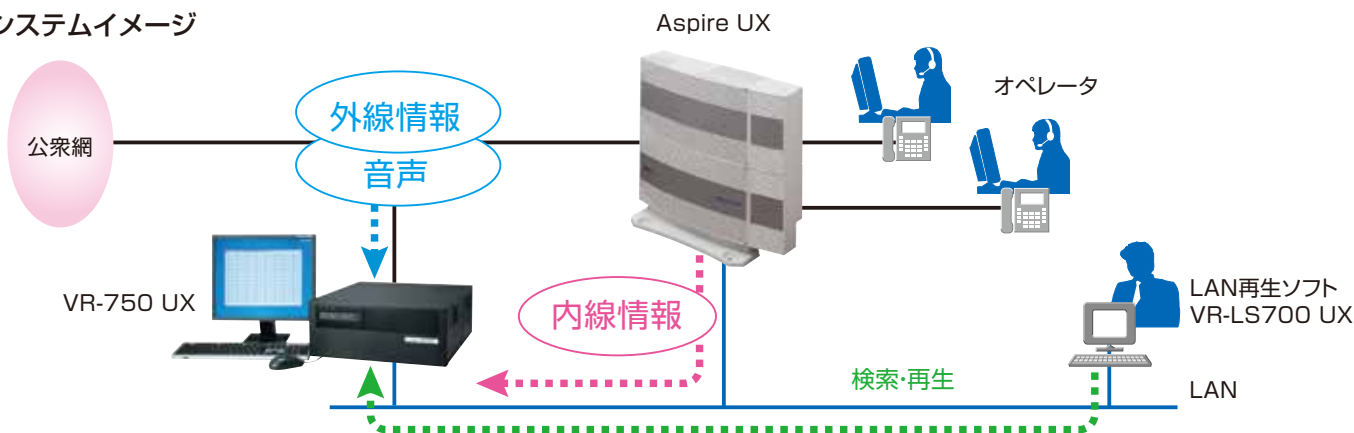 ンステムイメージ
Aspire UX
オペレータ
公衆網
外線情報
音声
VR-750 UX
内線情報
LAN再生ソフト
VR-LS700 UX
検索・再生
LAN